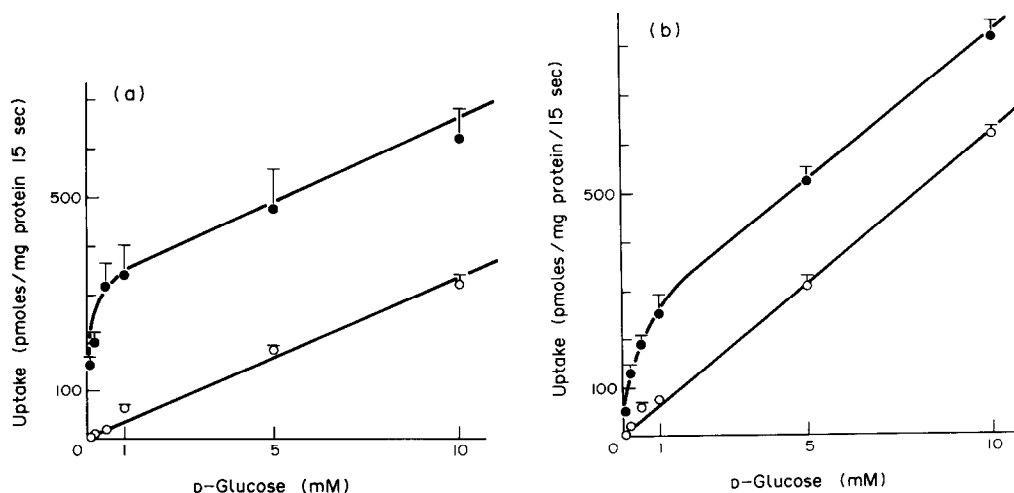 (a)
Uptake (pmoles/mg protein 15 sec)
500
100
0
1
5
10
D-Glucose (mM)
(b)
Uptake (pmoles/mg protein/15 sec)
500
100
0
1
5
10
D-Glucose (mM)